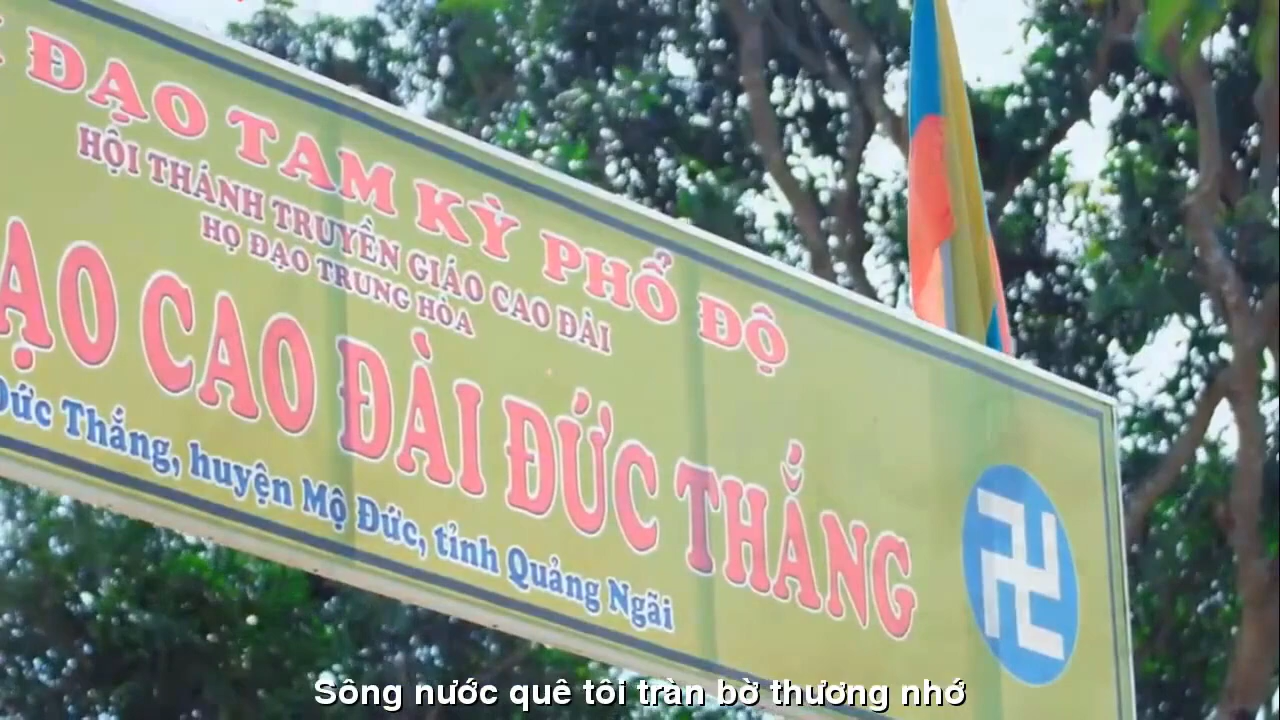 ĐẠO TAM KỲ PHỔ ĐỘ
HỘI THÁNH TRUYỀN GIÁO CAO ĐÀI
HỌ ĐẠO TRUNG HÒA
ĐẠO CAO ĐÀI ĐỨC THẮNG
Đức Thắng, huyện Mộ Đức, tỉnh Quảng Ngãi
Sông nước quê tôi tràn bờ thương nhớ